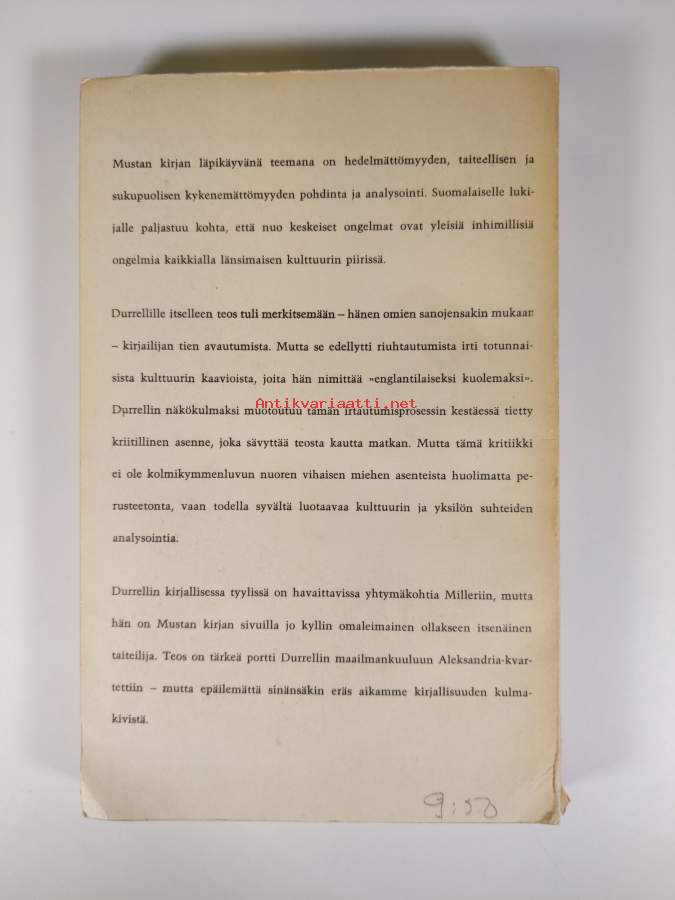 Mustan kirjan läpikäyvänä teemana on hedelmättömyyden, taiteellisen ja
sukupuolisen kykenemättömyyden pohdinta ja analysointi. Suomalaiselle luki-
jalle paljastuu kohta, että nuo keskeiset ongelmat ovat yleisiä inhimillisiä
ongelmia kaikkialla länsimaisen kulttuurin piirissä.
Durrellille itselleen teos tuli merkitsemään – hänen omien sanojensakin mukaan
– kirjailijan tien avautumista. Mutta se edellytti riuhtautumista irti totunnai-
sista kulttuurin kaavioista, joita hän nimittää »englantilaiseksi kuolemaksi».
Antikvariaatti.net
Durrellin näkökulmaksi muotoutuu tämän irtautumisprosessin kestäessä tietty
kriitillinen asenne, joka sävyttää teosta kautta matkan. Mutta tämä kritiikki
ei ole kolmikymmenluvun nuoren vihaisen miehen asenteista huolimatta pe-
rusteetonta, vaan todella syvältä luotaavaa kulttuurin ja yksilön suhteiden
analysointia.
Durrellin kirjallisessa tyylissä on havaittavissa yhtymäkohtia Milleriin, mutta
hän on Mustan kirjan sivuilla jo kyllin omaleimainen ollakseen itsenäinen
taiteilija. Teos on tärkeä portti Durrellin maailmankuuluun Aleksandria-kvar-
tettiin – mutta epäilemättä sinänsäkin eräs aikamme kirjallisuuden kulma-
kivistä.
9:50